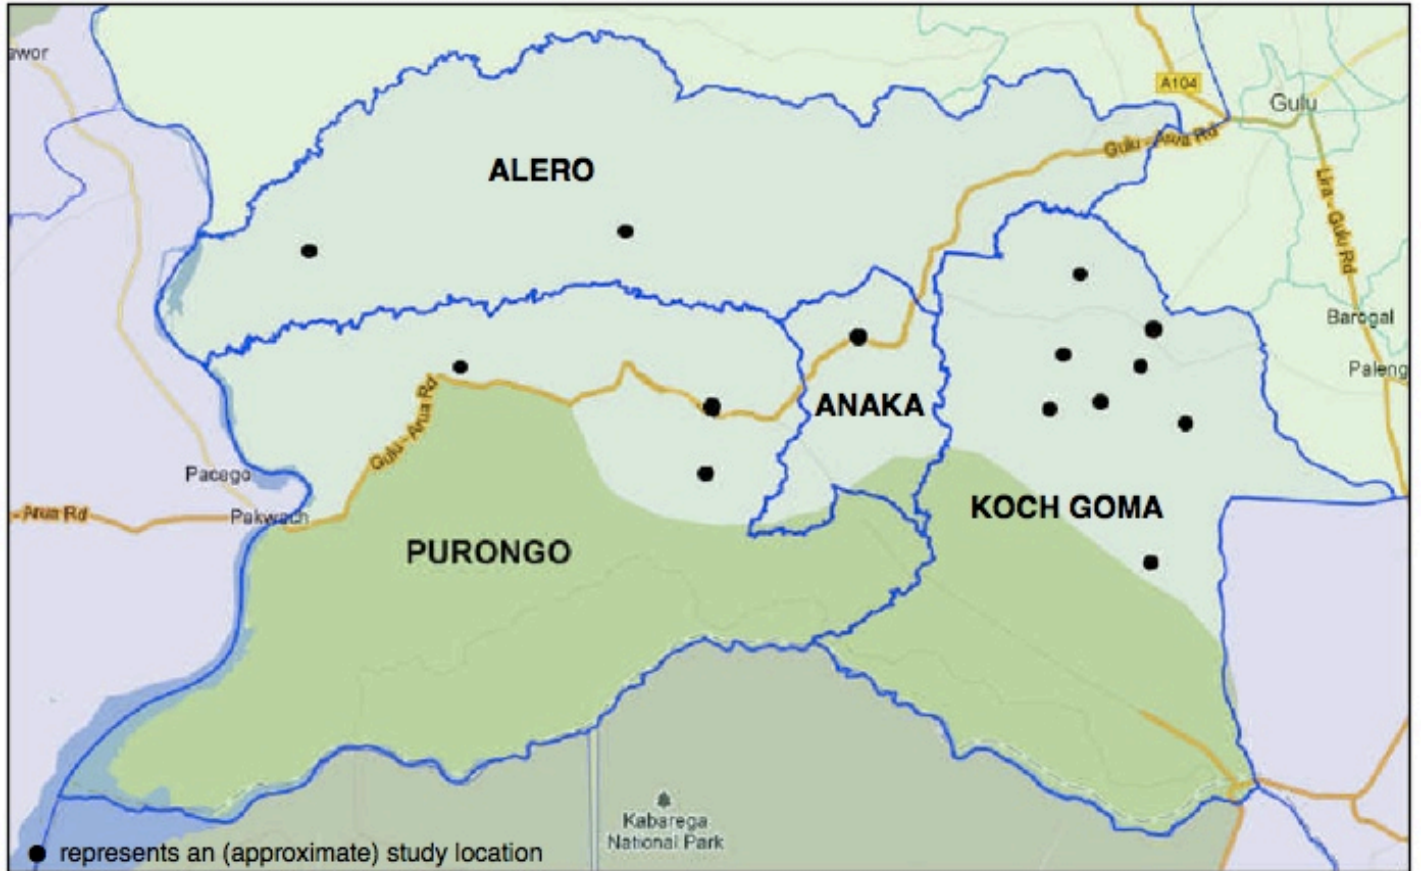 awor
A104
Gulu
Gulu - Arua Rd
ALERO
Lira - Gulu Rd
Barogal
Paleng
ANAKA
Gulu - Arua Rd
Pacego
KOCH GOMA
Arua Rd
Pakwach
PURONGO
Kabarega
National Park
represents an (approximate) study location